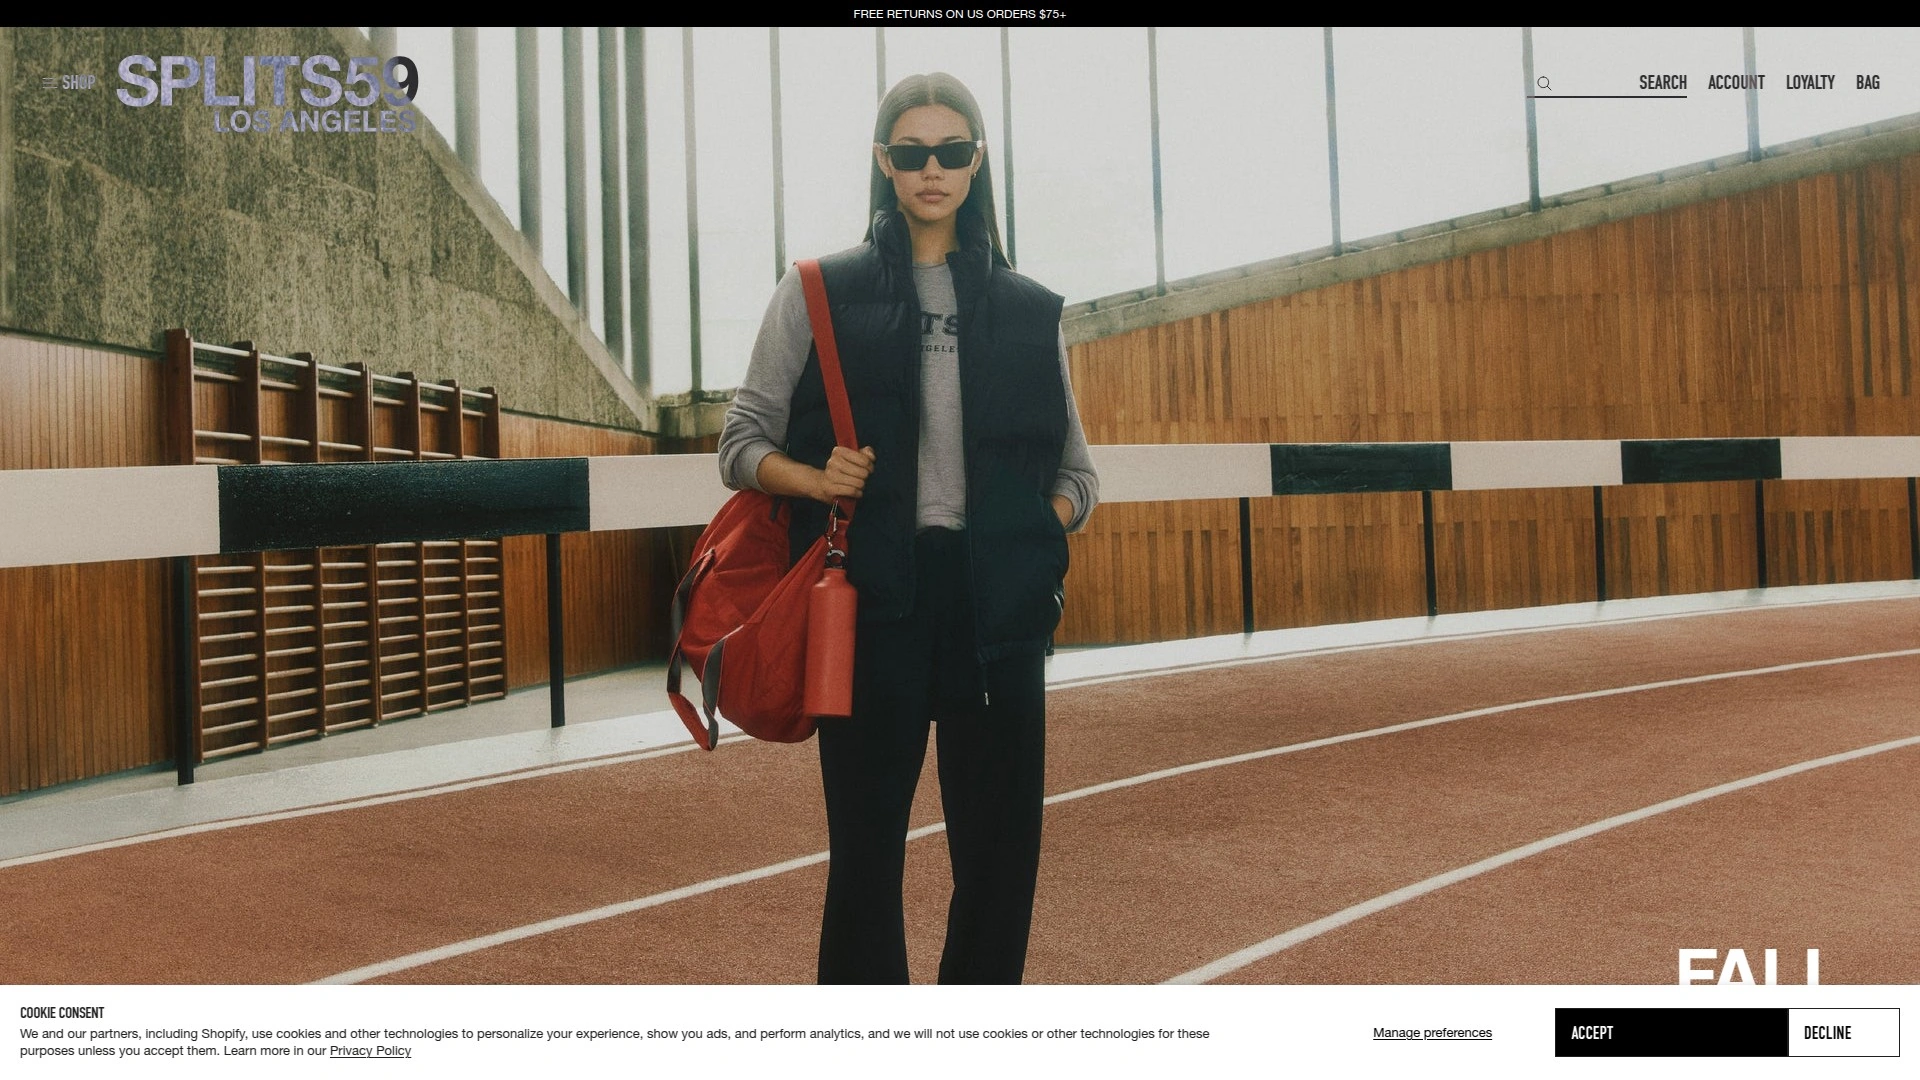 FREE RETURNS ON US ORDERS $75+
SHOP
SPLITS59
LOS ANGELES
SEARCH
ACCOUNT
LOYALTY
BAG
FALL
COOKIE CONSENT
We and our partners, including Shopify, use cookies and other technologies to personalize your experience, show you ads, and perform analytics, and we will not use cookies or other technologies for these
purposes unless you accept them. Learn more in our Privacy Policy
Manage preferences
ACCEPT
DECLINE